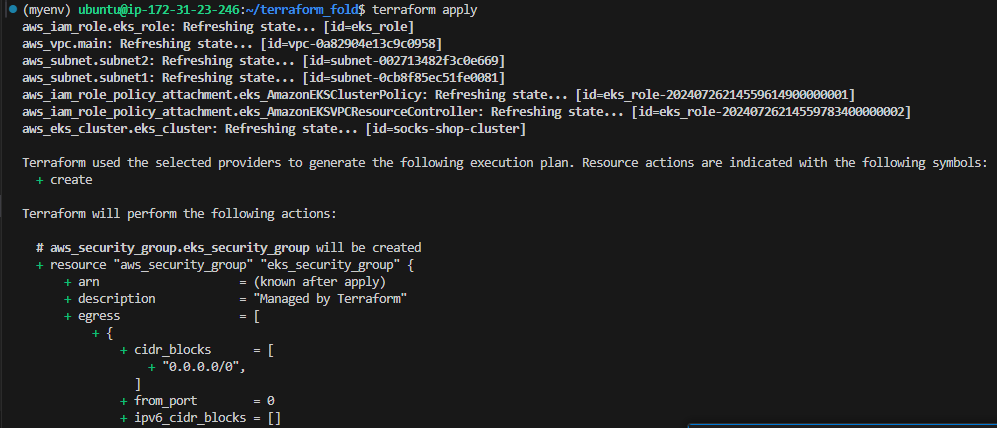 (myenv) ubuntu@ip-172-31-23-246:~/terraform_fold$ terraform apply
aws_iam_role.eks_role: Refreshing state... [id=eks_role]
aws_vpc.main: Refreshing state... [id=vpc-0a82904e13c9c0958]
aws_subnet.subnet2: Refreshing state... [id=subnet-002713482f3c0e669]
aws_subnet.subnet1: Refreshing state... [id=subnet-0cb8f85ec51fe0081]
aws_iam_role_policy_attachment.eks_AmazonEKSClusterPolicy: Refreshing state... [id=eks_role-20240726214559614900000001]
aws_iam_role_policy_attachment.eks_AmazonEKSVPCResourceController: Refreshing state... [id=eks_role-20240726214559783400000002]
aws_eks_cluster.eks_cluster: Refreshing state... [id=socks-shop-cluster]
Terraform used the selected providers to generate the following execution plan. Resource actions are indicated with the following symbols:
+ create
Terraform will perform the following actions:
# aws_security_group.eks_security_group will be created
+ resource "aws_security_group" "eks_security_group" {
+ arn = (known after apply)
+ description = "Managed by Terraform"
+ egress = [
+ {
+ cidr_blocks = [
+ "0.0.0.0/0",
]
+ from_port = 0
+ ipv6_cidr_blocks = []